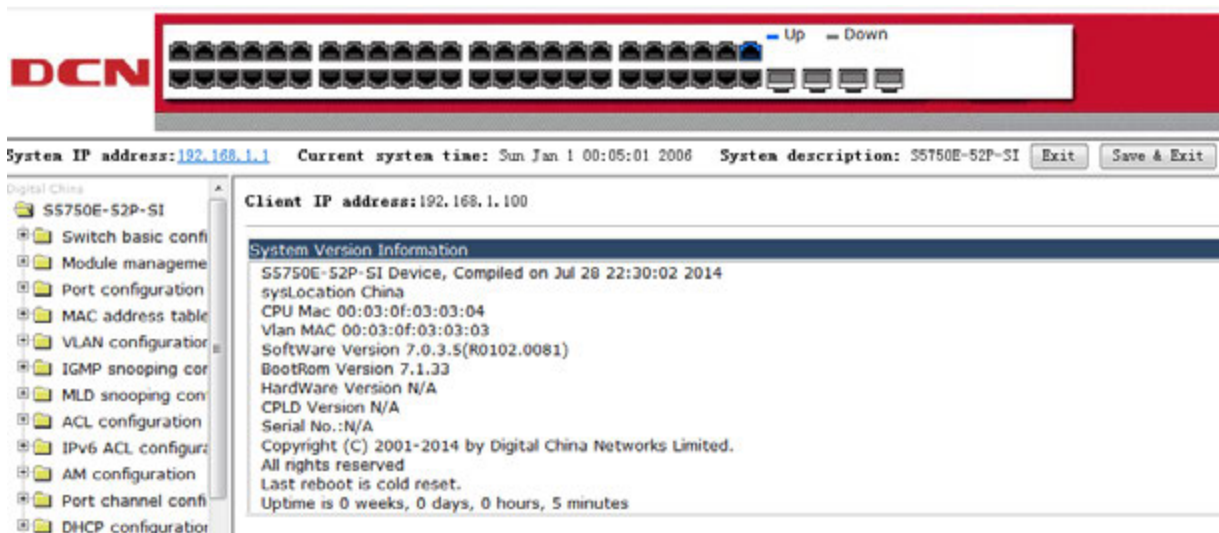 Up Down
DCN
System IP address:192.168.1.1 Current system time: Sun Jan 1 00:05:01 2006 System description: S5750E-52P-SI Exit Save & Exit
Digital China
S5750E-52P-SI
Switch basic confi
Module manageme
Port configuration
MAC address table
VLAN configuration
IGMP snooping cor
MLD snooping con
ACL configuration
IPv6 ACL configura
AM configuration
Port channel confi
DHCP configuration
Client IP address:192.168.1.100
System Version Information
S5750E-52P-SI Device, Compiled on Jul 28 22:30:02 2014
sysLocation China
CPU Mac 00:03:0f:03:03:04
Vlan MAC 00:03:0f:03:03:03
SoftWare Version 7.0.3.5(R0102.0081)
BootRom Version 7.1.33
HardWare Version N/A
CPLD Version N/A
Serial No.:N/A
Copyright (C) 2001-2014 by Digital China Networks Limited.
All rights reserved
Last reboot is cold reset.
Uptime is 0 weeks, 0 days, 0 hours, 5 minutes